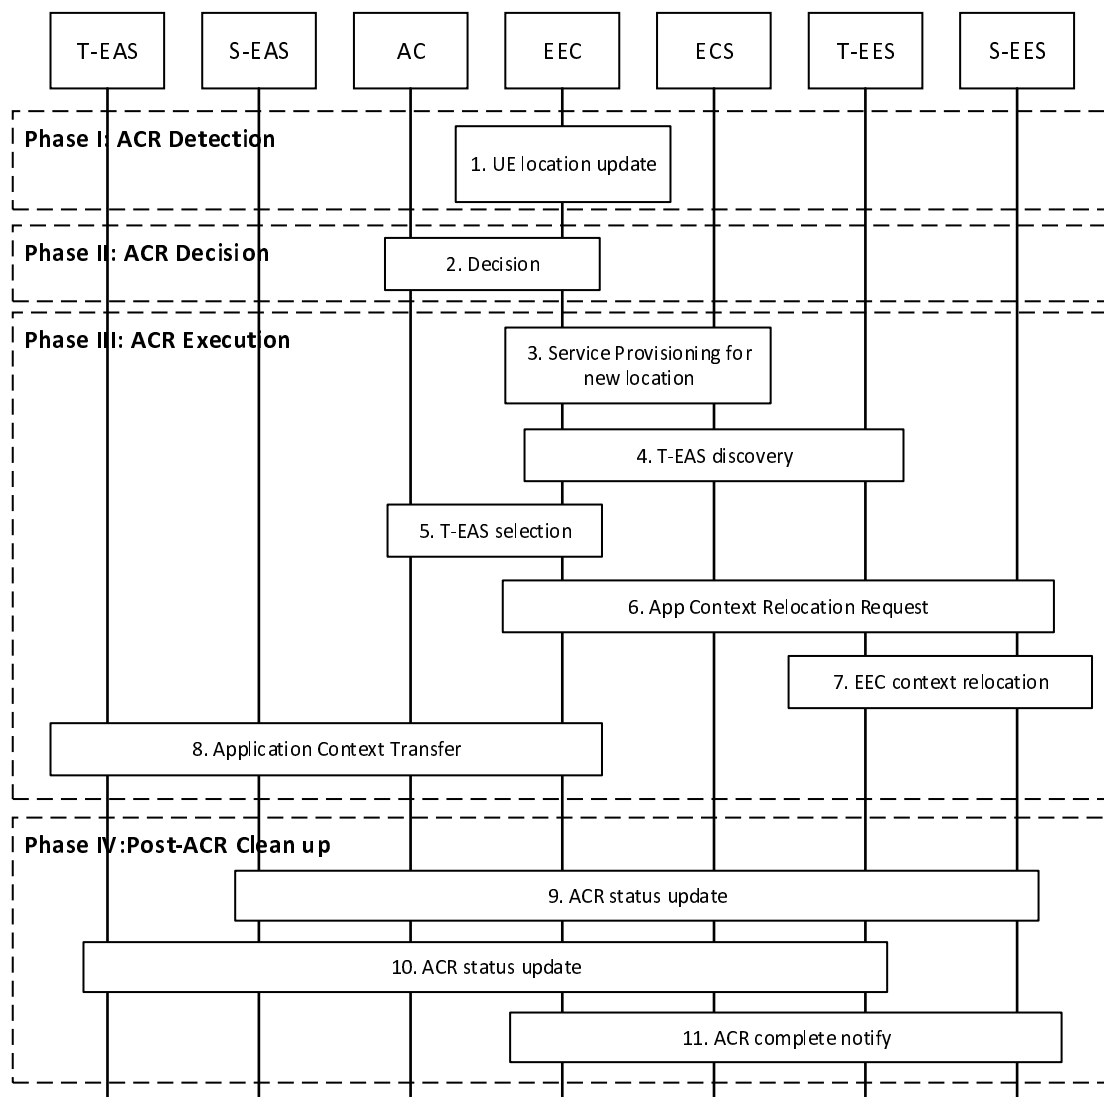 T-EAS
S-EAS
AC
EEC
ECS
T-EES
S-EES
Phase I: ACR Detection
1. UE location update
Phase II: ACR Decision
2. Decision
Phase III: ACR Execution
3. Service Provisioning for
new location
4. T-EAS discovery
5. T-EAS selection
6. App Context Relocation Request
7. EEC context relocation
8. Application Context Transfer
Phase IV:Post-ACR Clean up
9. ACR status update
10. ACR status update
11. ACR complete notify